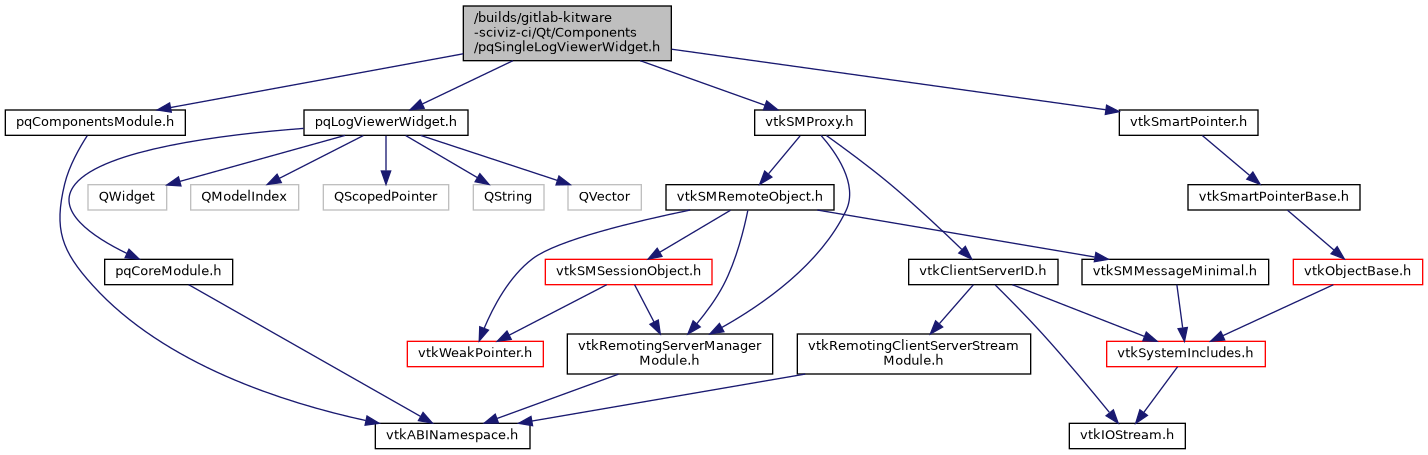 /builds/gitlab-kitware
-sciviz-ci/Qt/Components
/pqSingleLogViewerWidget.h
pqComponentsModule.h
pqLogViewerWidget.h
vtkSMProxy.h
vtkSmartPointer.h
QWidget
QModelIndex
QScopedPointer
QString
QVector
vtkSMRemoteObject.h
vtkSmartPointerBase.h
pqCoreModule.h
vtkSMSessionObject.h
vtkClientServerID.h
vtkSMMessageMinimal.h
vtkObjectBase.h
vtkWeakPointer.h
vtkRemotingServerManager
Module.h
vtkRemotingClientServerStream
Module.h
vtkSystemIncludes.h
vtkABINamespace.h
vtkIOStream.h